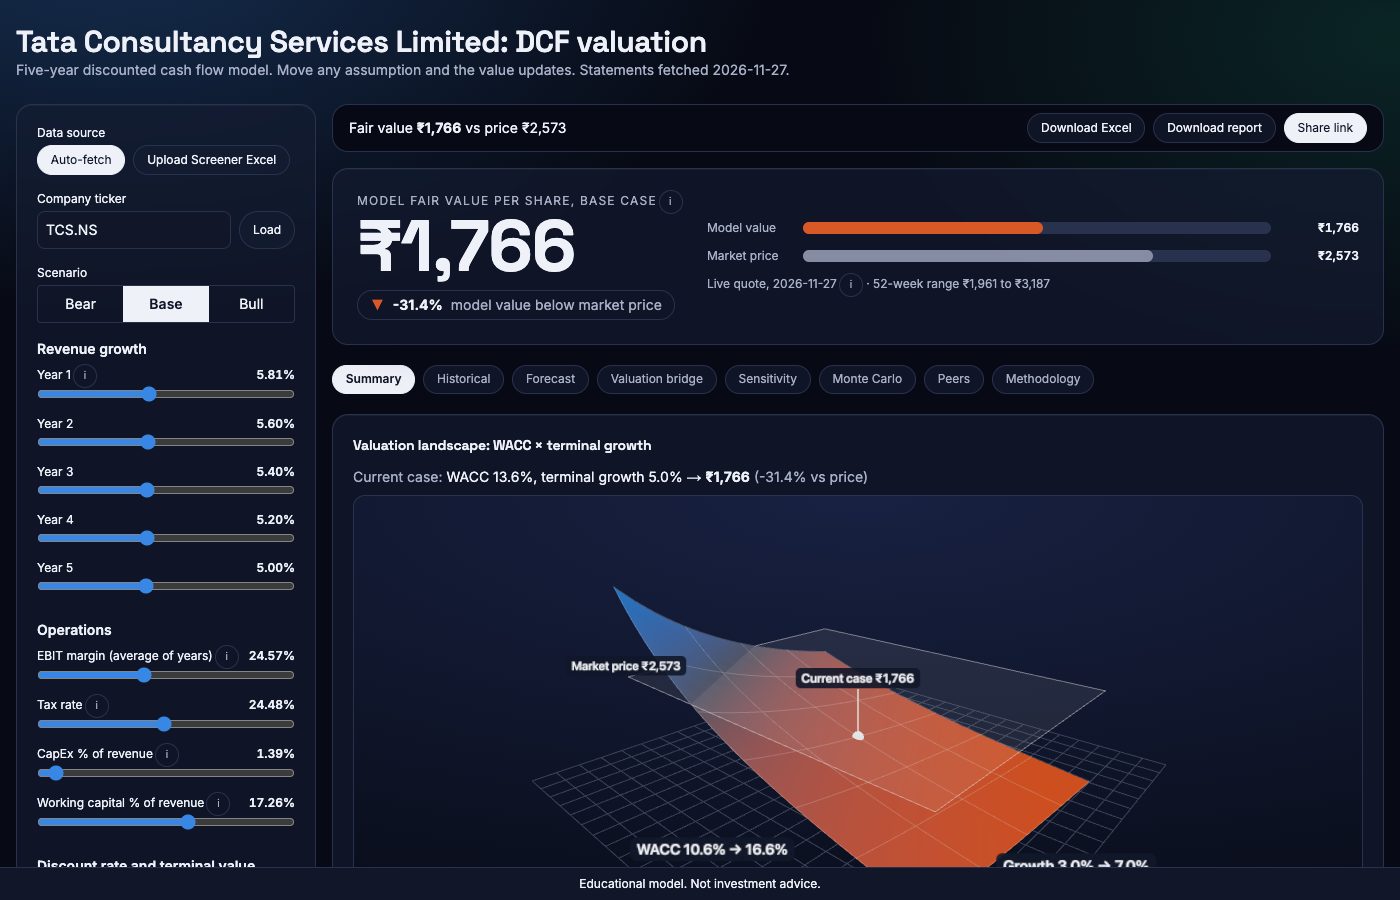 Tata Consultancy Services Limited: DCF valuation
Five-year discounted cash flow model. Move any assumption and the value updates. Statements fetched 2026-11-27.
Data source
Auto-fetch
Upload Screener Excel
Company ticker
TCS.NS
Load
Scenario
Bear
Base
Bull
Revenue growth
Year 1 i 5.81%
Year 2 5.60%
Year 3 5.40%
Year 4 5.20%
Year 5 5.00%
Operations
EBIT margin (average of years) i 24.57%
Tax rate i 24.48%
CapEx % of revenue i 1.39%
Working capital % of revenue i 17.26%
Discount rate and terminal value
Fair value ₹1,766 vs price ₹2,573
Download Excel
Download report
Share link
MODEL FAIR VALUE PER SHARE, BASE CASE i
₹1,766
▼ -31.4% model value below market price
Model value ₹1,766
Market price ₹2,573
Live quote, 2026-11-27 i · 52-week range ₹1,961 to ₹3,187
Summary
Historical
Forecast
Valuation bridge
Sensitivity
Monte Carlo
Peers
Methodology
Valuation landscape: WACC × terminal growth
Current case: WACC 13.6%, terminal growth 5.0% → ₹1,766 (-31.4% vs price)
Market price ₹2,573
Current case ₹1,766
WACC 10.6% → 16.6%
Growth 3.0% → 7.0%
Educational model. Not investment advice.